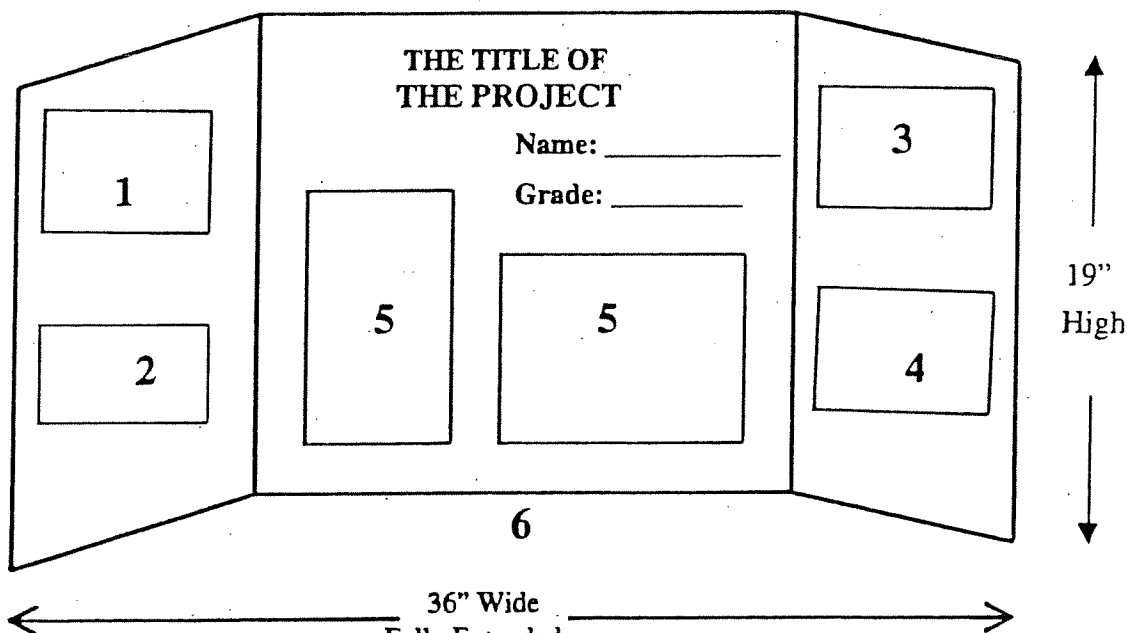 THE TITLE OF
THE PROJECT
Name:
Grade:
1
2
3
4
5
5
6
19”
High
36” Wide